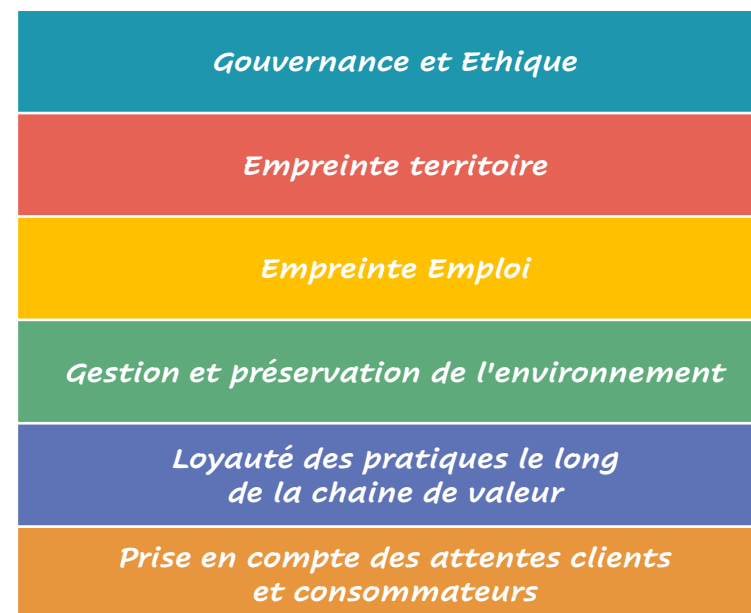 Gouvernance et Ethique
Empreinte territoire
Empreinte Emploi
Gestion et préservation de l'environnement
Loyauté des pratiques le long
de la chaine de valeur
Prise en compte des attentes clients
et consommateurs